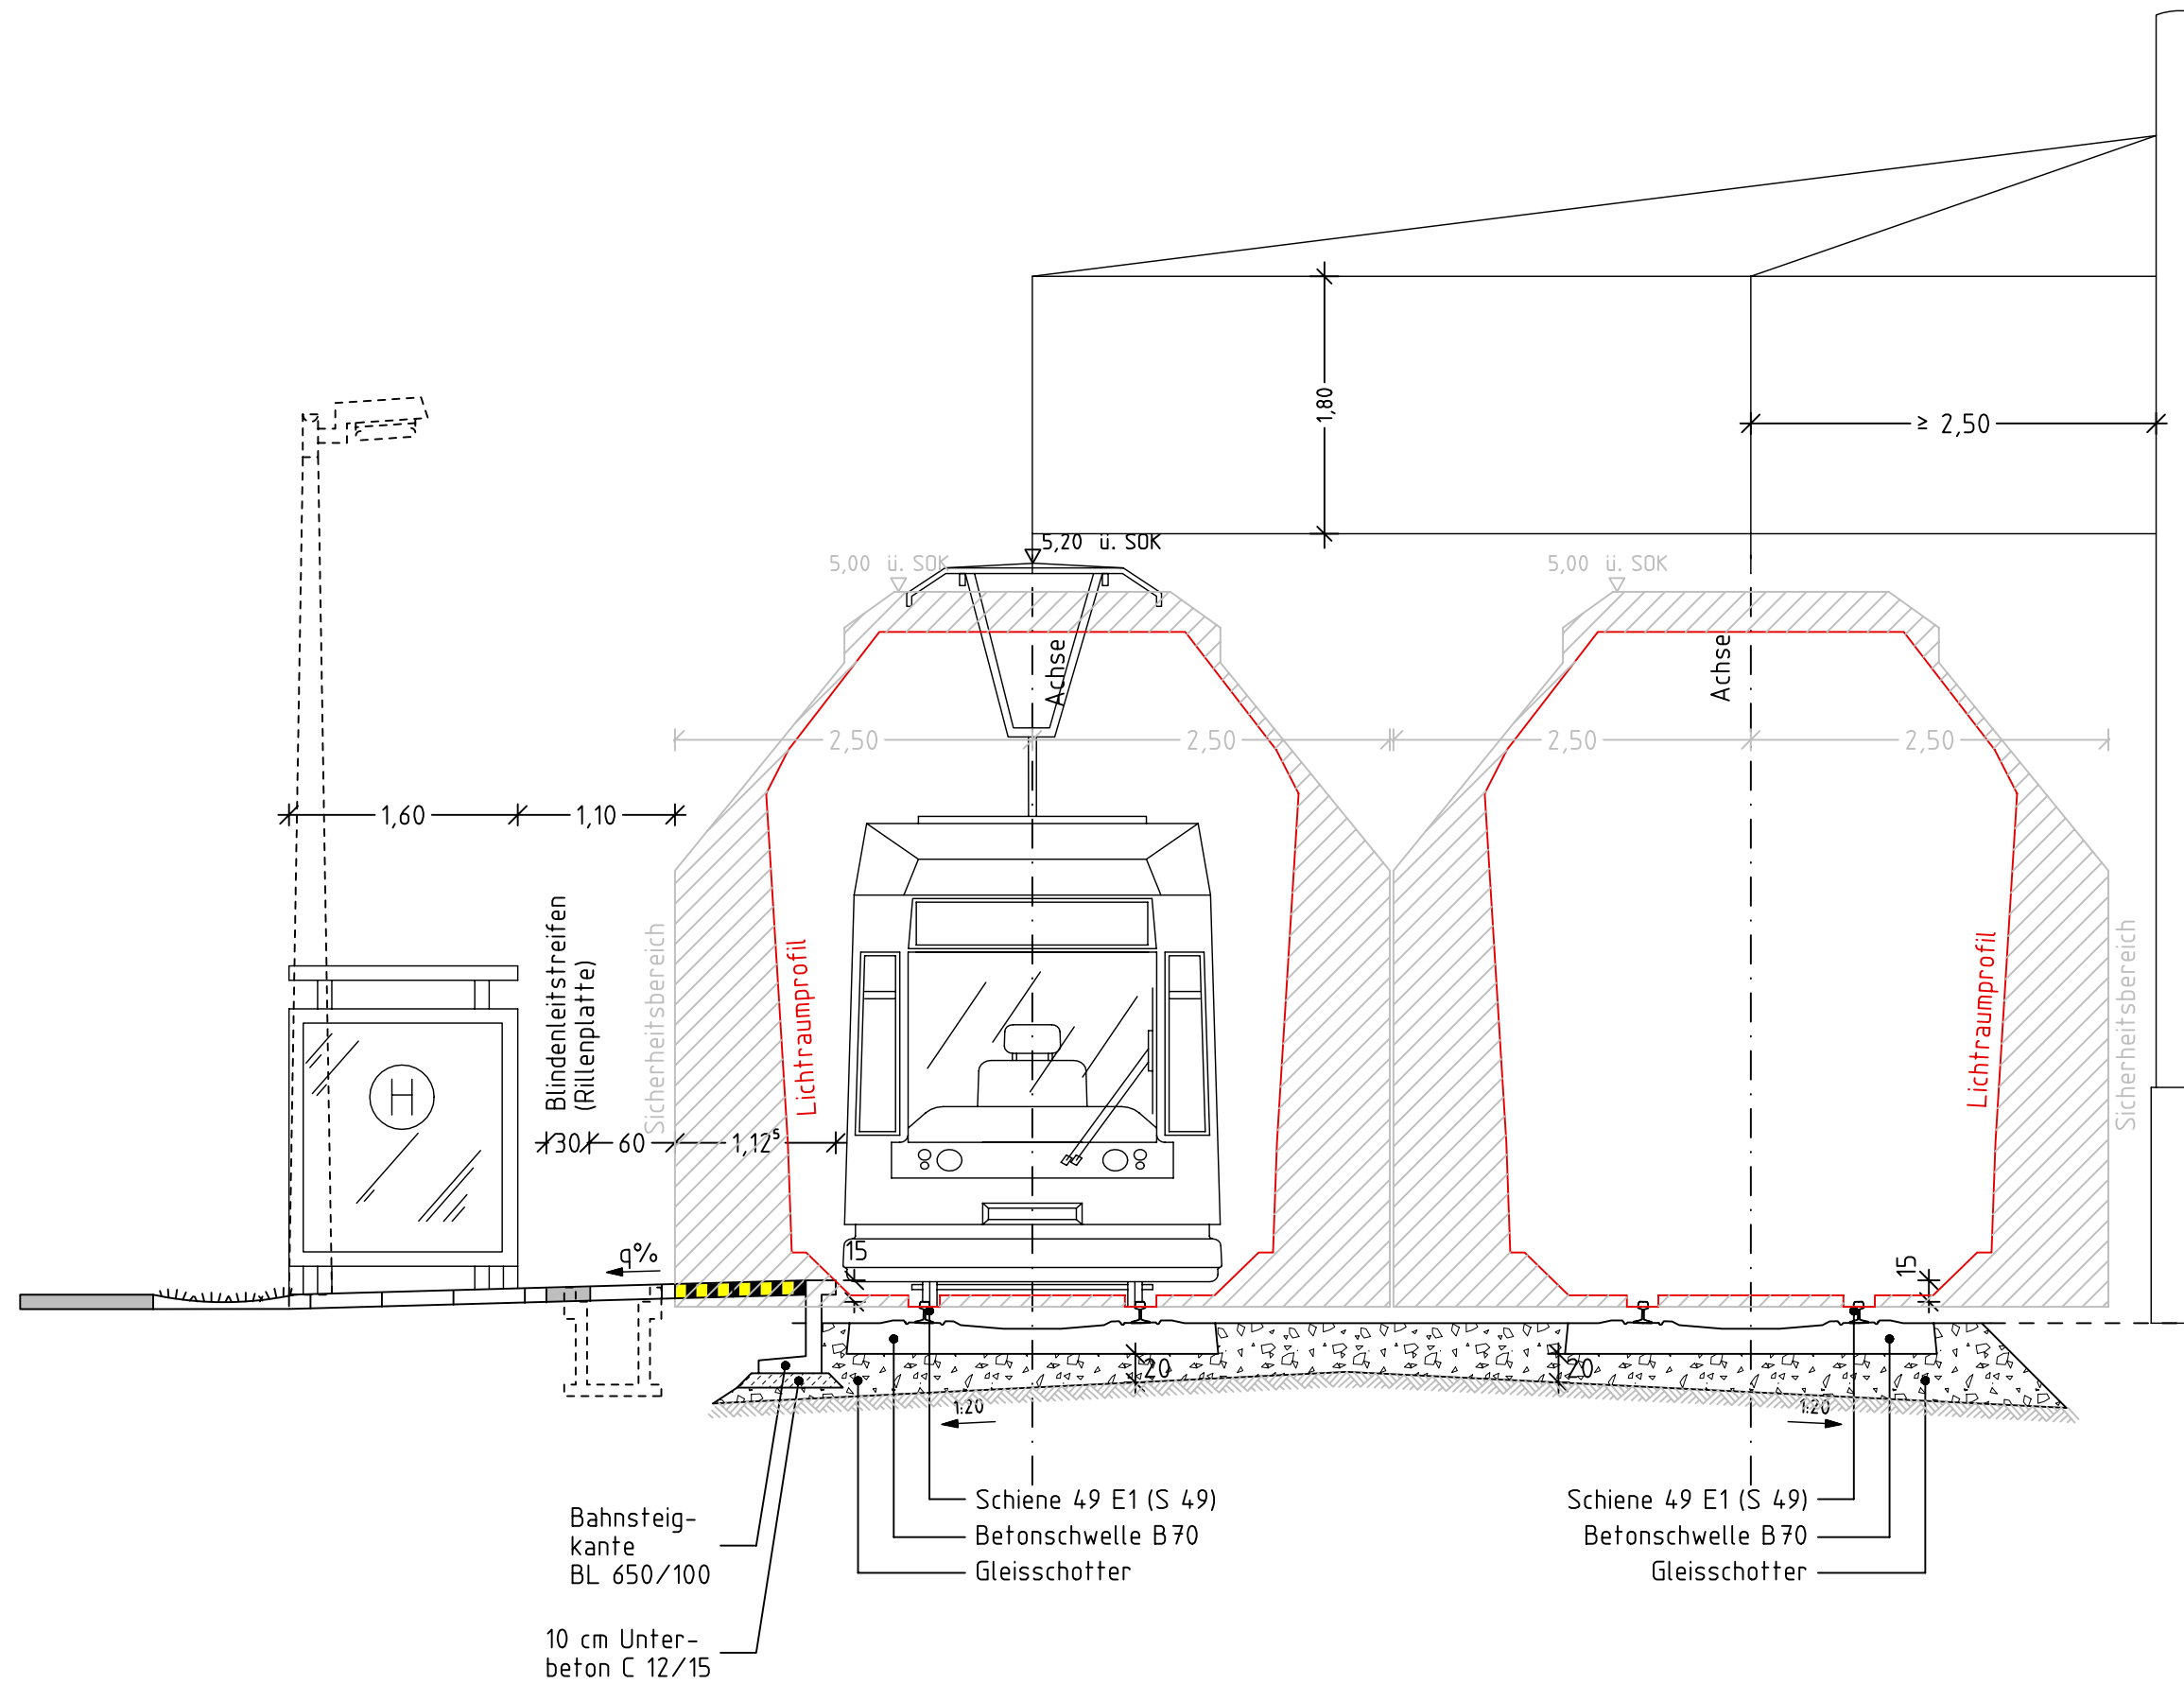 1,80
≥ 2,50
5,20 ü. SOK
5,00 ü. SOK
5,00 ü. SOK
Achse
Achse
2,50
2,50
2,50
2,50
1,60
1,10
Blindenleitstreifen
(Rillenplatte)
Sicherheitsbereich
Lichtraumprofil
Lichtraumprofil
Sicherheitsbereich
H
30
60
1,12⁵
q%
15
15
20
20
1:20
1:20
Schiene 49 E1 (S 49)
Betonschwelle B70
Gleisschotter
Schiene 49 E1 (S 49)
Betonschwelle B70
Gleisschotter
Bahnsteig-
kante
BL 650/100
10 cm Unter-
beton C 12/15